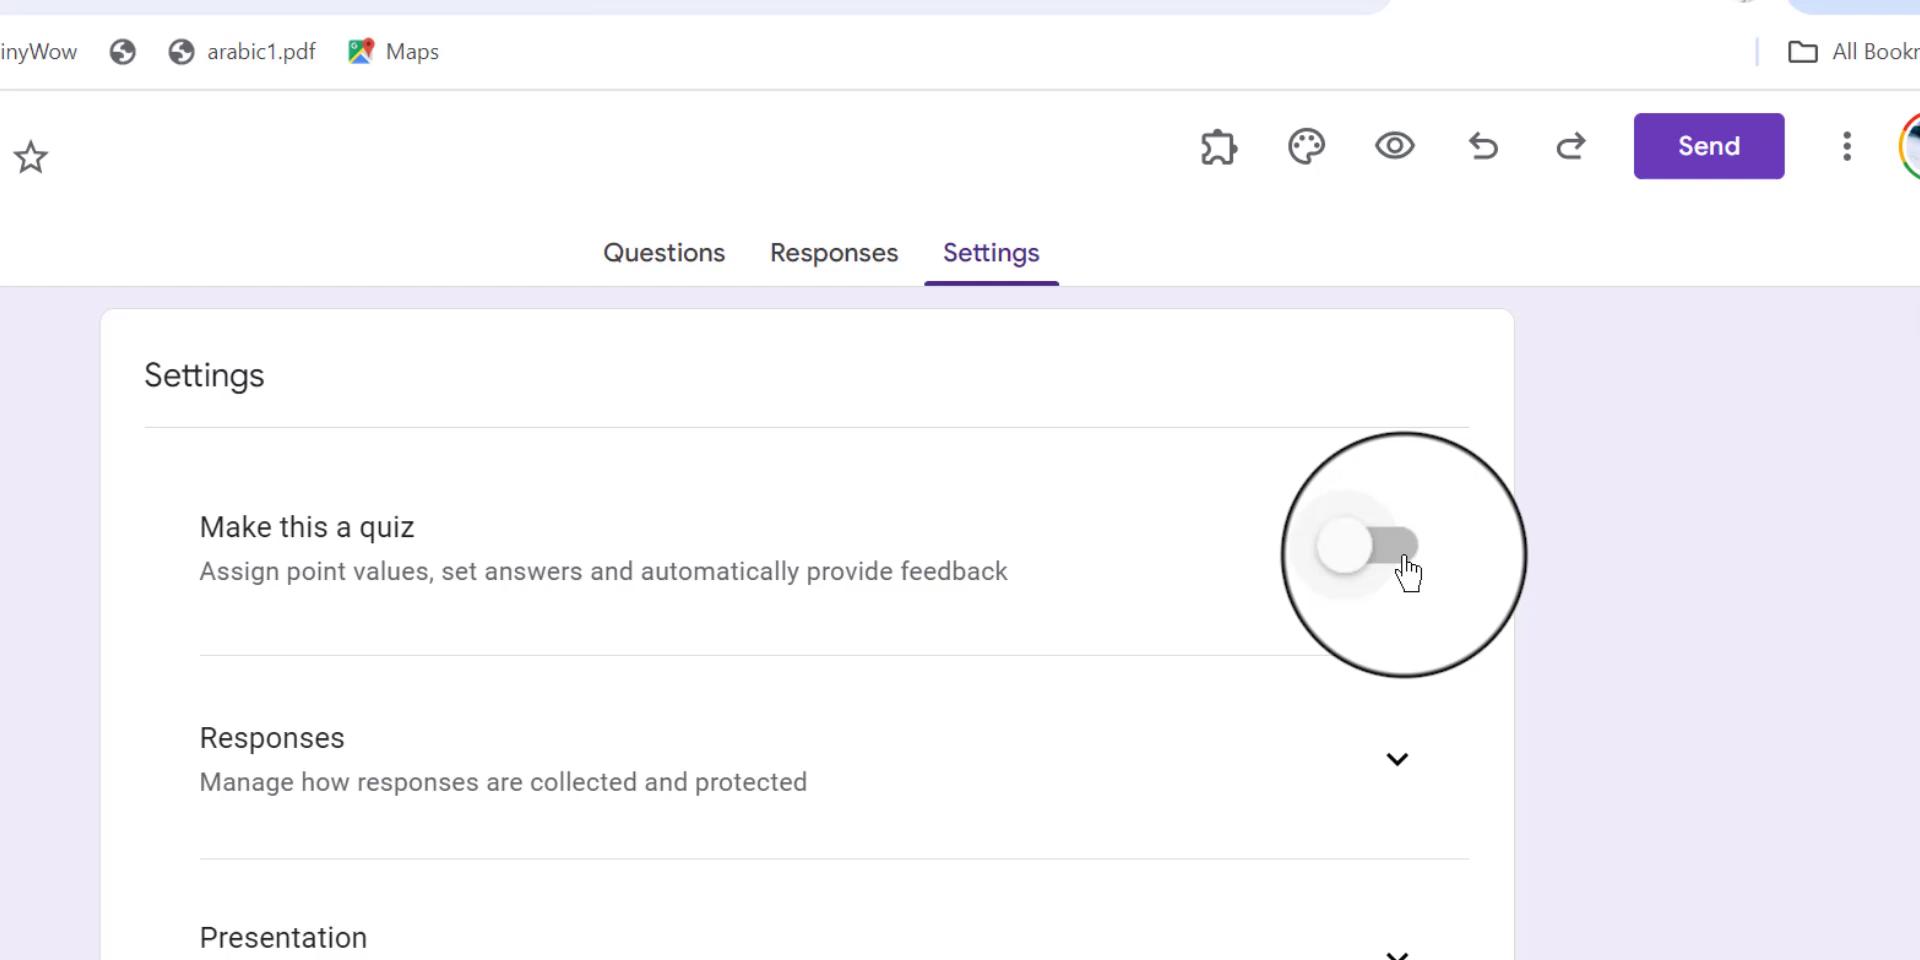 inyWow arabic1.pdf Maps All Bookr
Send
Questions Responses Settings
Settings
Make this a quiz
Assign point values, set answers and automatically provide feedback
Responses
Manage how responses are collected and protected
Presentation